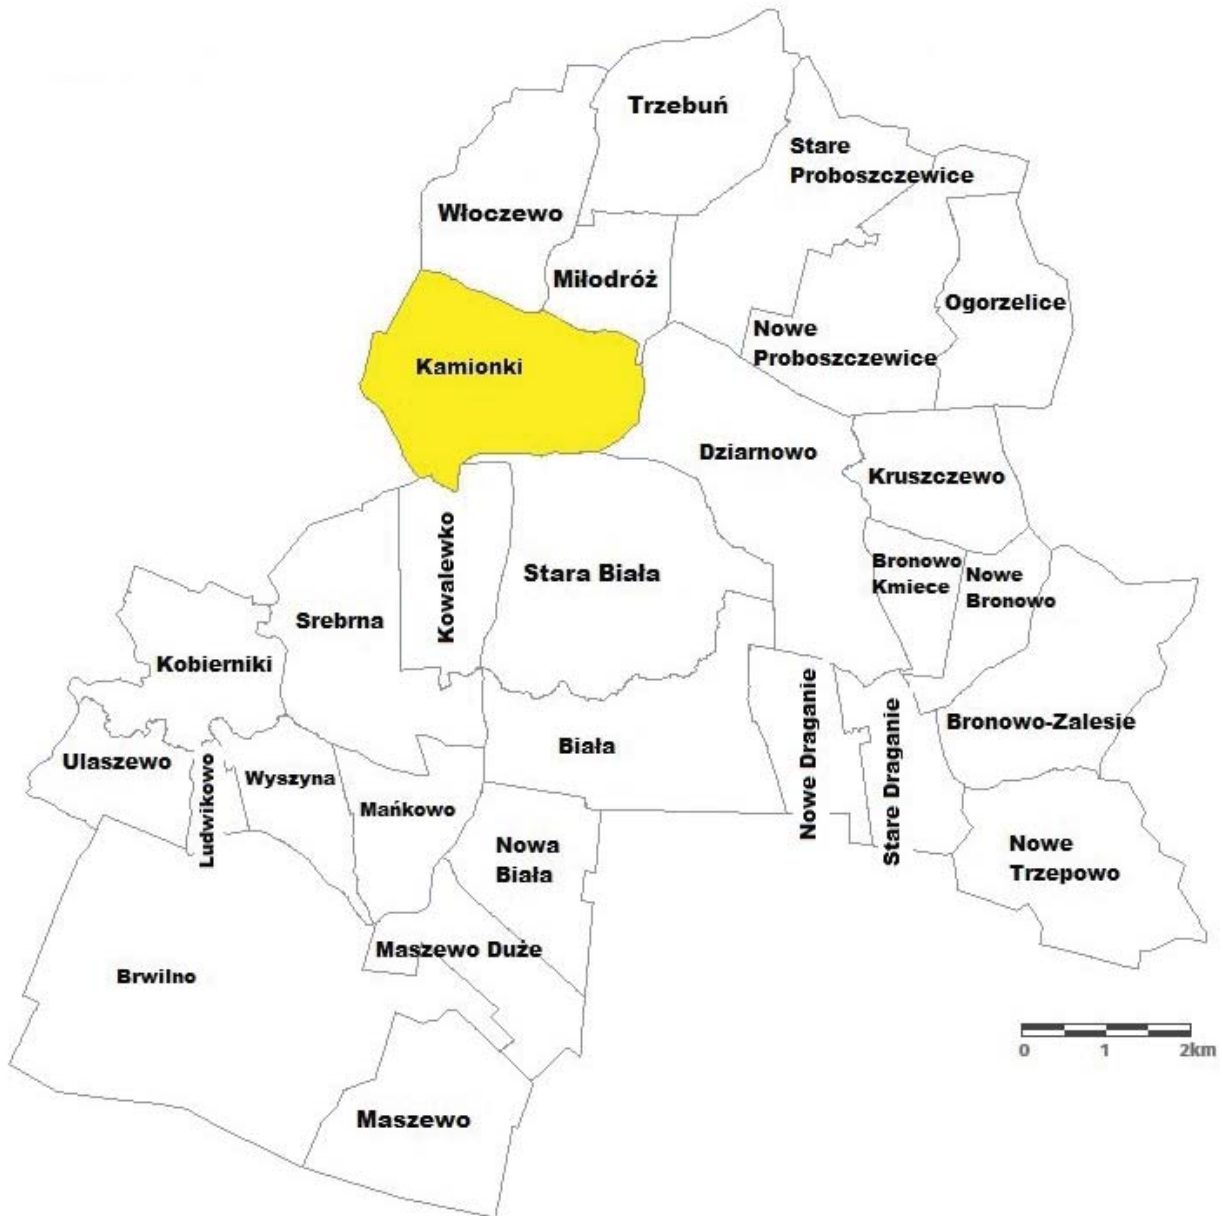 Trzebuń
Stare
Proboszczewice
Włoczewo
Miłodróż
Ogorzelice
Nowe
Proboszczewice
Kamionki
Dziarnowo
Kruszczewo
Kowalewko
Stara Biała
Bronowo
Kmiece
Nowe
Bronowo
Srebrna
Kobierniki
Nowe Draganie
Stare Draganie
Bronowo-Zalesie
Biała
Ulaszewo
Ludwikowo
Wyszyna
Mańkowo
Nowa
Biała
Nowe
Trzepowo
Maszewo Duże
Brwilno
0 1 2km
Maszewo